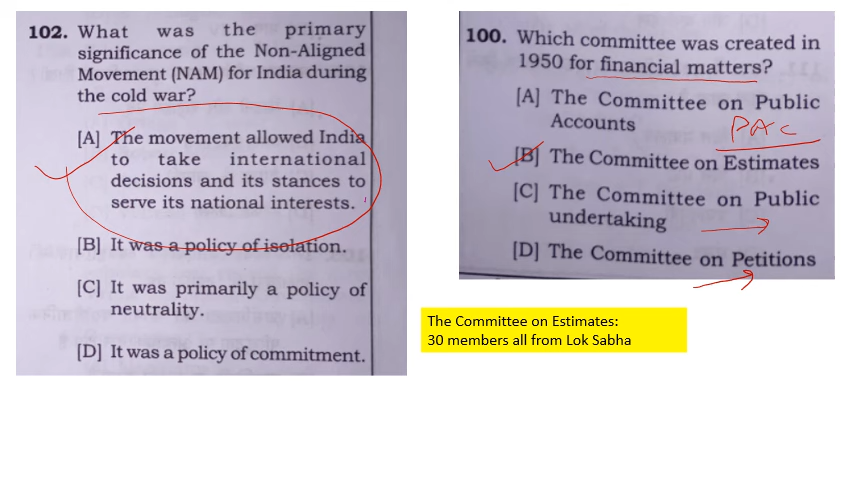 102. What was the primary
significance of the Non-Aligned
Movement (NAM) for India during
the cold war?
[A] The movement allowed India
to take international
decisions and its stances to
serve its national interests.
[B] It was a policy of isolation.
[C] It was primarily a policy of
neutrality.
[D] It was a policy of commitment.
100. Which committee was created in
1950 for financial matters?
[A] The Committee on Public
Accounts
PAC
[B] The Committee on Estimates
[C] The Committee on Public
undertaking
[D] The Committee on Petitions
The Committee on Estimates:
30 members all from Lok Sabha